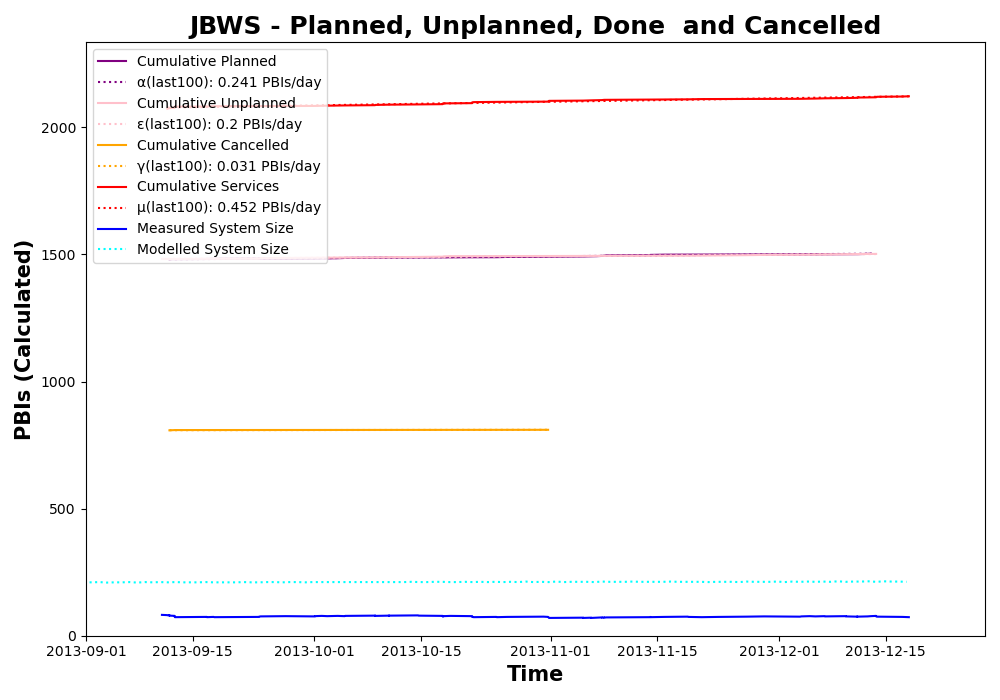 JBWS - Planned, Unplanned, Done  and Cancelled
Cumulative Planned
α(last100): 0.241 PBIs/day
Cumulative Unplanned
ε(last100): 0.2 PBIs/day
Cumulative Cancelled
γ(last100): 0.031 PBIs/day
Cumulative Services
μ(last100): 0.452 PBIs/day
Measured System Size
Modelled System Size
PBIs (Calculated)
2000
1500
1000
500
0
2013-09-01 2013-09-15 2013-10-01 2013-10-15 2013-11-01 2013-11-15 2013-12-01 2013-12-15
Time